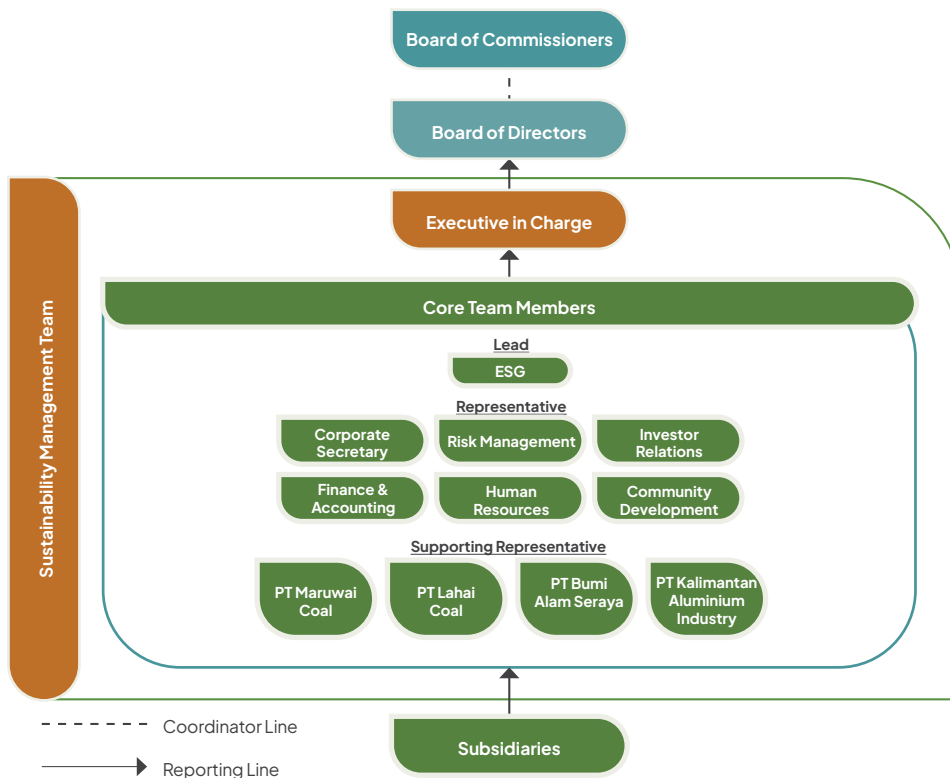 Board of Commissioners
Board of Directors
Executive in Charge
Sustainability Management Team
Core Team Members
Lead
ESG
Representative
Corporate
Secretary
Risk Management
Investor
Relations
Finance &
Accounting
Human
Resources
Community
Development
Supporting Representative
PT Maruwai
Coal
PT Lahai
Coal
PT Bumi
Alam Seraya
PT Kalimantan
Aluminium
Industry
Subsidiaries
Coordinator Line
Reporting Line